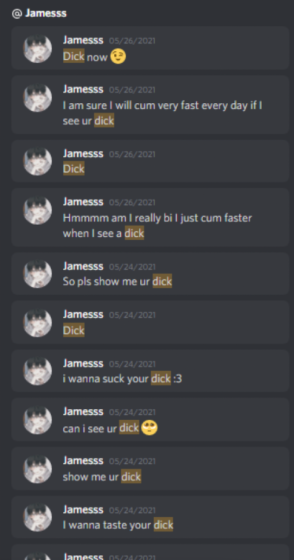 @ Jamesss
Jamesss 05/26/2021
Dick now 😉
Jamesss 05/26/2021
I am sure I will cum very fast every day if I
see ur dick
Jamesss 05/26/2021
Dick
Jamesss 05/26/2021
Hmmmm am I really bi I just cum faster
when I see a dick
Jamesss 05/24/2021
So pls show me ur dick
Jamesss 05/24/2021
Dick
Jamesss 05/24/2021
i wanna suck your dick :3
Jamesss 05/24/2021
can i see ur dick 🥺
Jamesss 05/24/2021
show me ur dick
Jamesss 05/24/2021
I wanna taste your dick
Jamesss 05/24/2021